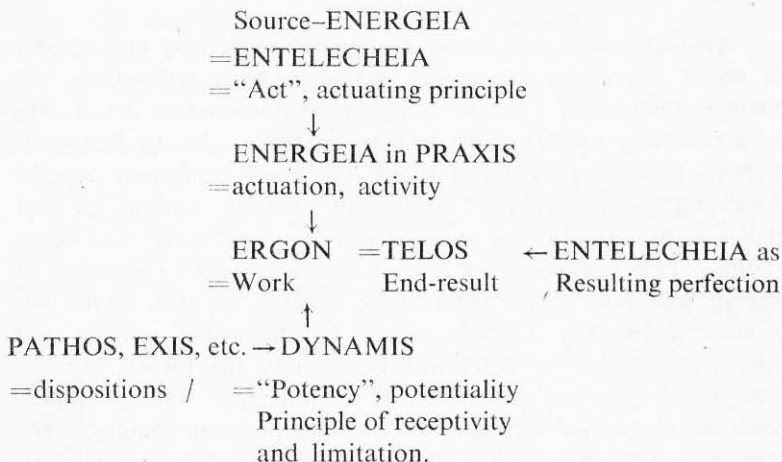 Source–ENERGEIA
=ENTELECHEIA
="Act", actuating principle
↓
ENERGEIA in PRAXIS
=actuation, activity
↓
ERGON =TELOS ←ENTELECHEIA as
=Work End-result Resulting perfection
↑
PATHOS, EXIS, etc. →DYNAMIS
=dispositions / ="Potency", potentiality
Principle of receptivity
and limitation.